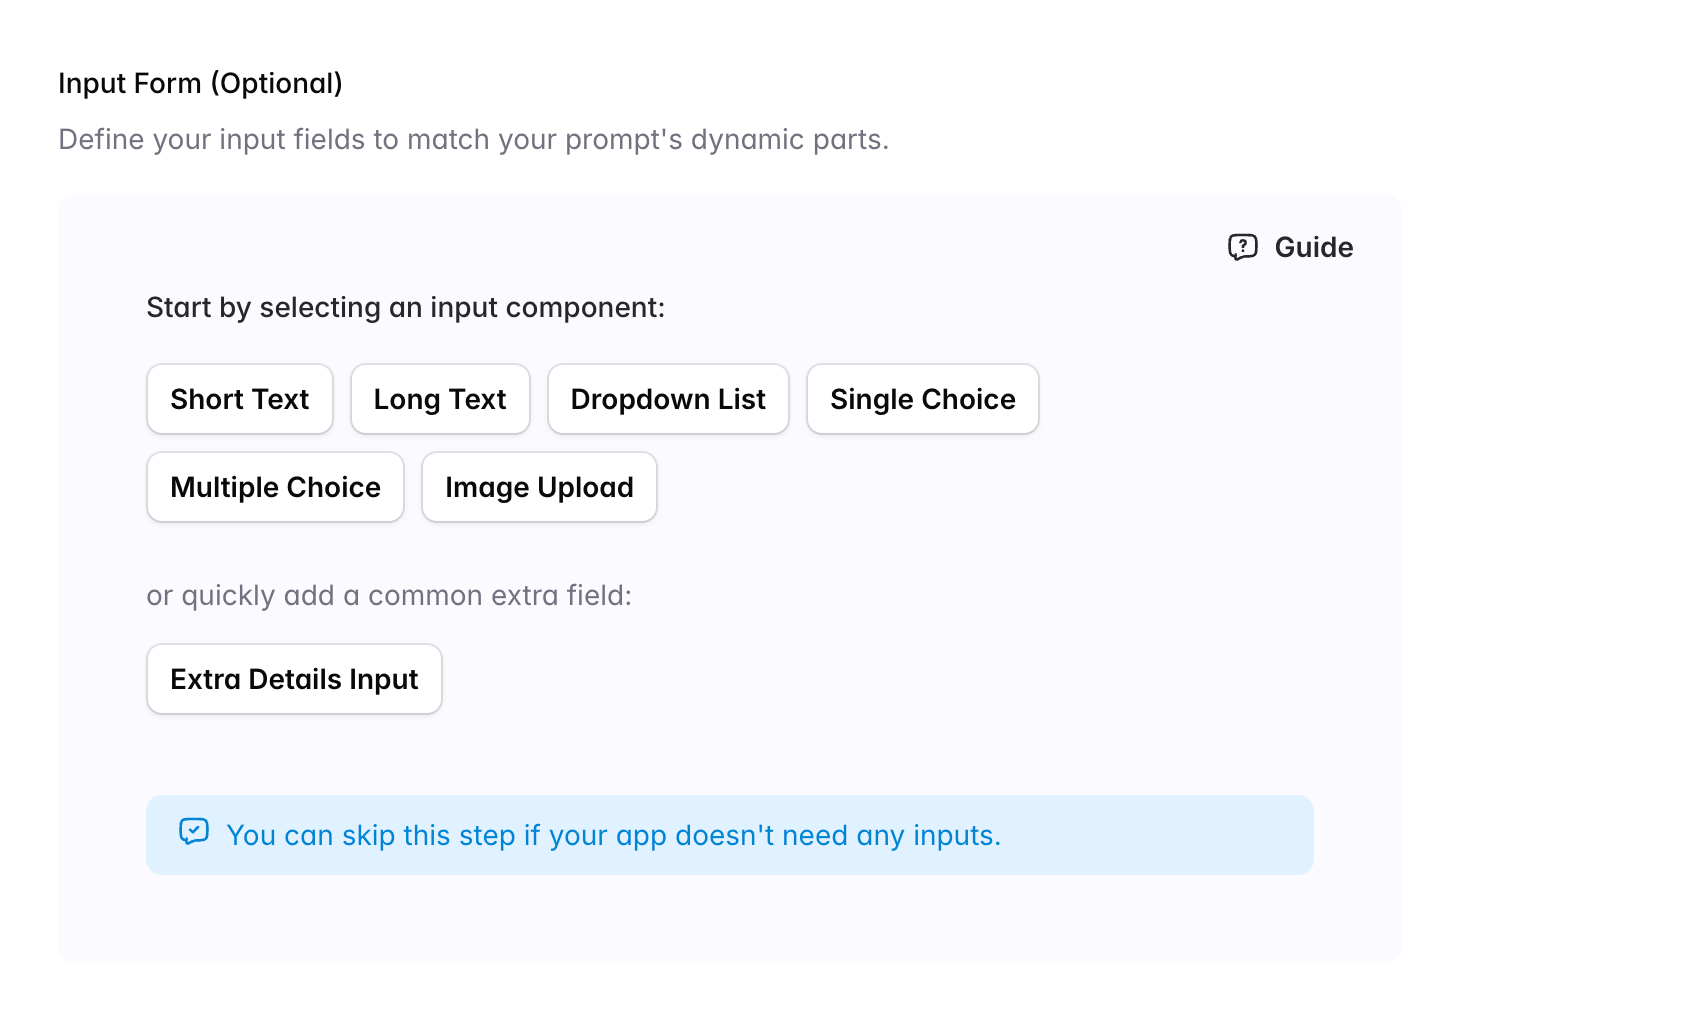 Input Form (Optional)
Define your input fields to match your prompt's dynamic parts.
Guide
Start by selecting an input component:
Short Text Long Text Dropdown List Single Choice
Multiple Choice Image Upload
or quickly add a common extra field:
Extra Details Input
You can skip this step if your app doesn't need any inputs.